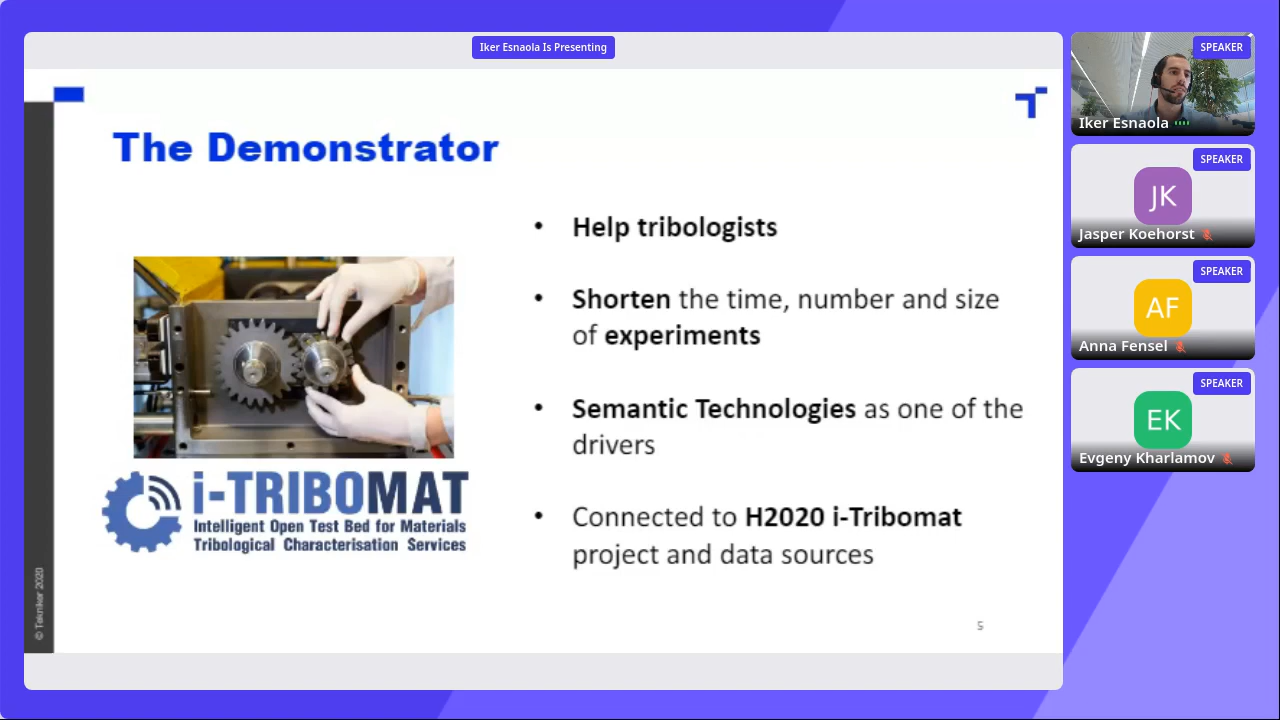 Iker Esnaola Is Presenting
The Demonstrator
• Help tribologists
• Shorten the time, number and size
of experiments
• Semantic Technologies as one of the
drivers
• Connected to H2020 i-Tribomat
project and data sources
i-TRIBOMAT
Intelligent Open Test Bed for Materials
Tribological Characterisation Services
© Tekniker 2020
5
SPEAKER
Iker Esnaola
SPEAKER
JK
Jasper Koehorst
SPEAKER
AF
Anna Fensel
SPEAKER
EK
Evgeny Kharlamov